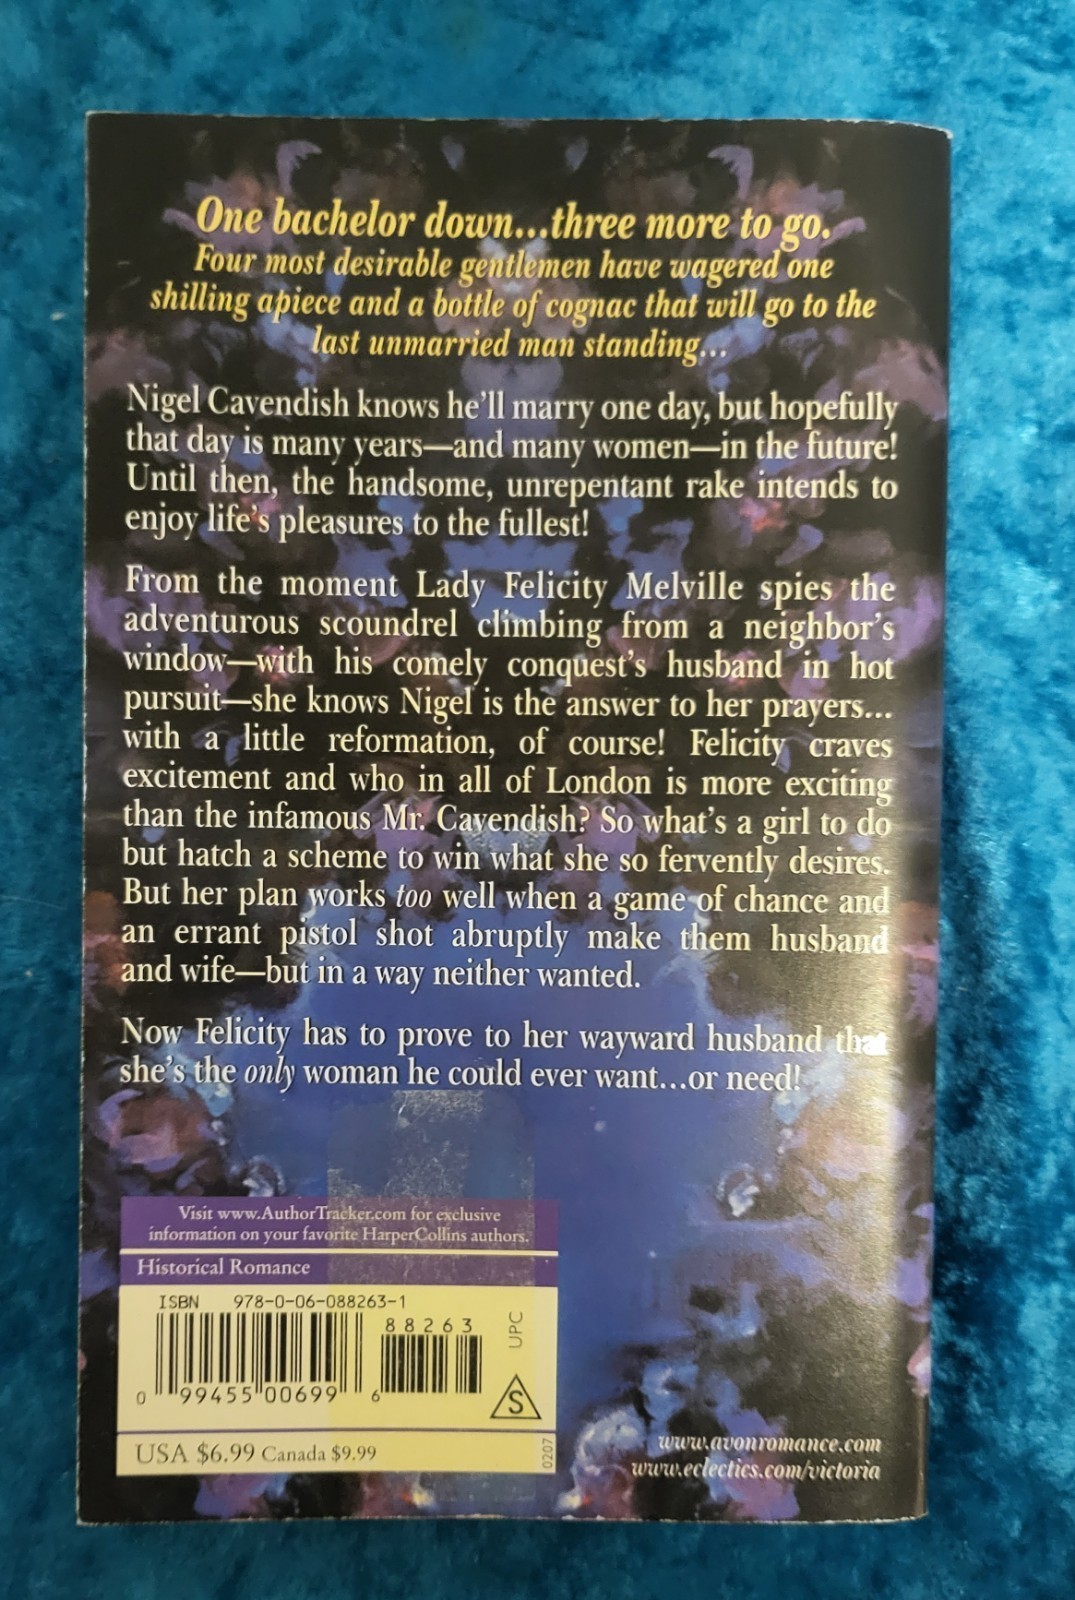 One bachelor down...three more to go.
Four most desirable gentlemen have wagered one
shilling apiece and a bottle of cognac that will go to the
last unmarried man standing...
Nigel Cavendish knows he'll marry one day, but hopefully
that day is many years—and many women—in the future!
Until then, the handsome, unrepentant rake intends to
enjoy life's pleasures to the fullest!
From the moment Lady Felicity Melville spies the
adventurous scoundrel climbing from a neighbor's
window—with his comely conquest's husband in hot
pursuit—she knows Nigel is the answer to her prayers...
with a little reformation, of course! Felicity craves
excitement and who in all of London is more exciting
than the infamous Mr. Cavendish? So what's a girl to do
but hatch a scheme to win what she so fervently desires.
But her plan works too well when a game of chance and
an errant pistol shot abruptly make them husband
and wife—but in a way neither wanted.
Now Felicity has to prove to her wayward husband that
she's the only woman he could ever want...or need!
Visit www.AuthorTracker.com for exclusive
information on your favorite HarperCollins authors.
Historical Romance
ISBN 978-0-06-088263-1
88263
UPC
0 99455 00699 6
S
USA $6.99 Canada $9.99
0207
www.avonromance.com
www.eclectics.com/victoria